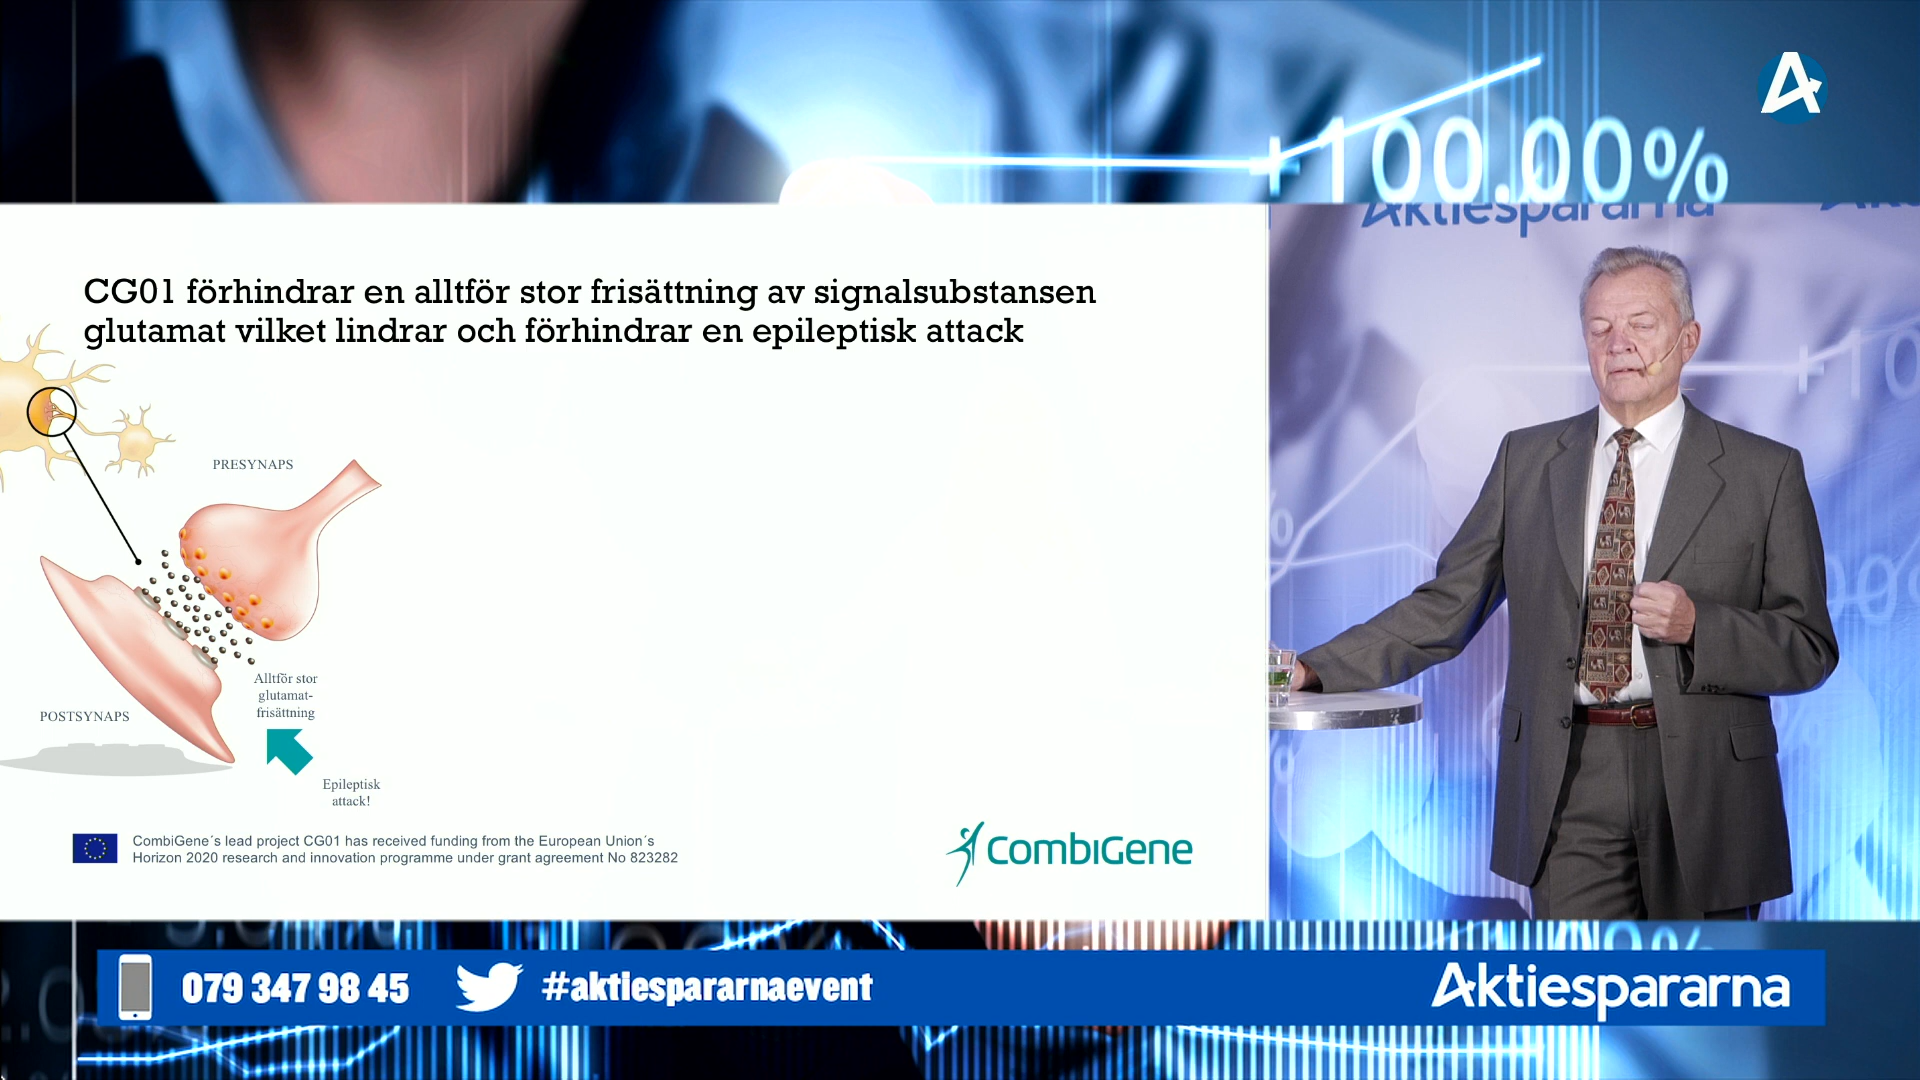 +100.00%
Aktiespararna
CG01 förhindrar en alltför stor frisättning av signalsubstansen
glutamat vilket lindrar och förhindrar en epileptisk attack
PRESYNAPS
Alltför stor
glutamat-
frisättning
POSTSYNAPS
Epileptisk
attack!
CombiGene´s lead project CG01 has received funding from the European Union´s
Horizon 2020 research and innovation programme under grant agreement No 823282
CombiGene
079 347 98 45
#aktiespararnaevent
Aktiespararna